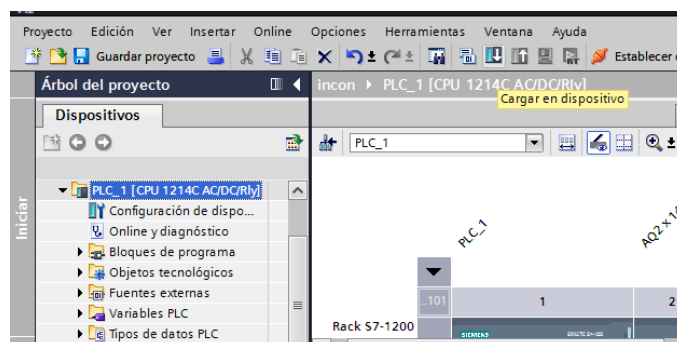 Proyecto Edición Ver Insertar Online Opciones Herramientas Ventana Ayuda
Guardar proyecto Establecer
Árbol del proyecto
incon PLC_1 [CPU 1214C AC/DC/Rly]
Cargar en dispositivo
Dispositivos
PLC_1
Iniciar
PLC_1 [CPU 1214C AC/DC/Rly]
Configuración de dispo...
Online y diagnóstico
Bloques de programa
Objetos tecnológicos
Fuentes externas
Variables PLC
Tipos de datos PLC
PLC_1
AQ2 x
..101
1
2
Rack S7-1200
SIEMENS